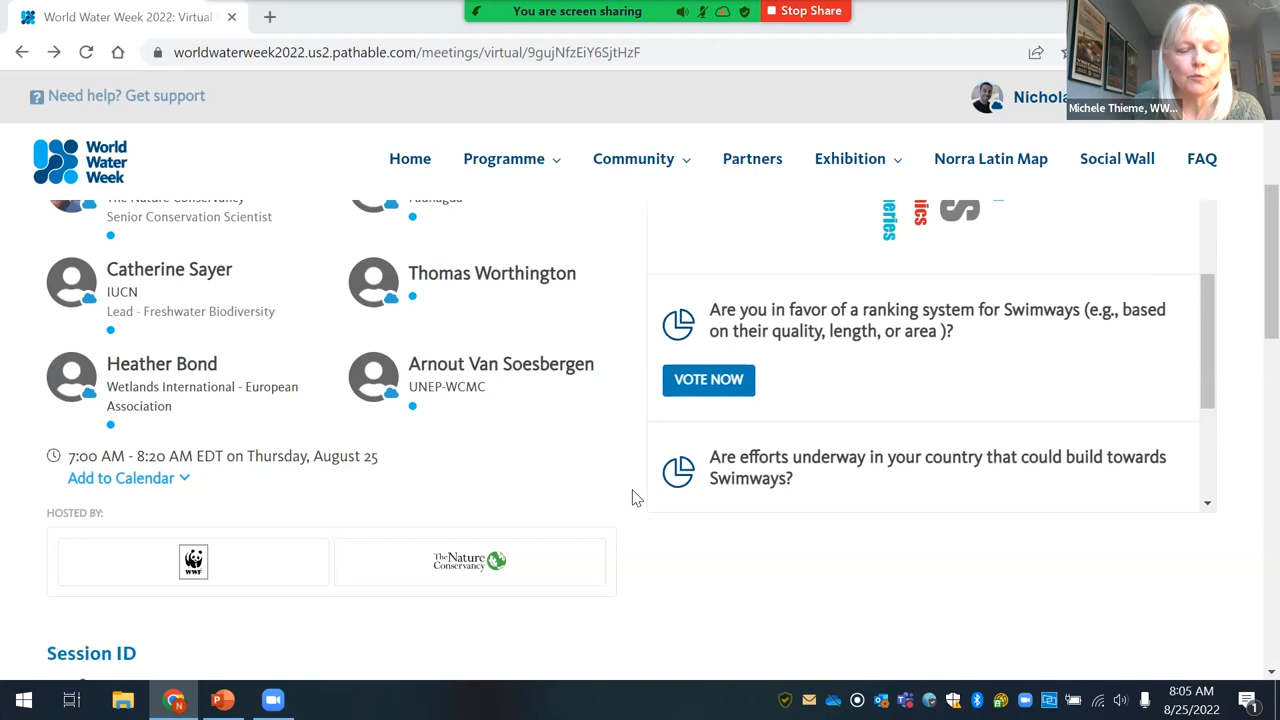 World Water Week 2022: Virtual
You are screen sharing
Stop Share
worldwaterweek2022.us2.pathable.com/meetings/virtual/9gujNfzEiY6SjtHzF
Need help? Get support
Nichola
Michele Thieme, WW...
World
Water
Week
Home
Programme
Community
Partners
Exhibition
Norra Latin Map
Social Wall
FAQ
The Nature Conservancy
Senior Conservation Scientist
Catherine Sayer
IUCN
Lead - Freshwater Biodiversity
Thomas Worthington
Heather Bond
Wetlands International - European
Association
Arnout Van Soesbergen
UNEP-WCMC
7:00 AM - 8:20 AM EDT on Thursday, August 25
Add to Calendar
HOSTED BY:
WWF
The Nature
Conservancy
Session ID
Are you in favor of a ranking system for Swimways (e.g., based
on their quality, length, or area )?
VOTE NOW
Are efforts underway in your country that could build towards
Swimways?
8:05 AM
8/25/2022